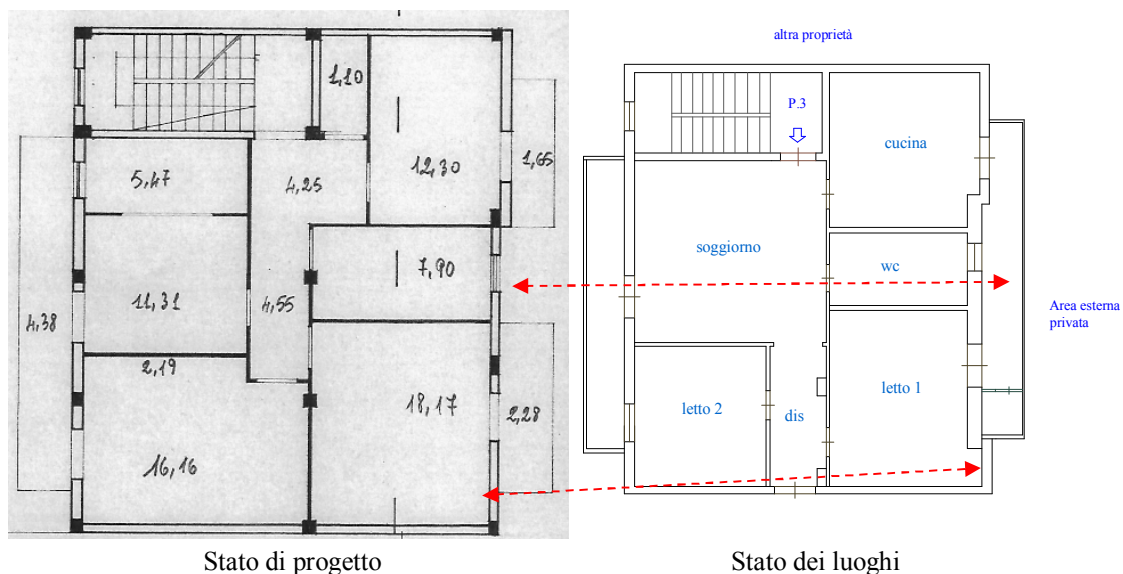 1,10
12,30
1,65
5,47
4,25
7,90
11,31
4,55
4,38
2,19
18,17
2,28
16,16
Stato di progetto
altra proprietà
P.3
cucina
soggiorno
wc
Area esterna
privata
letto 1
letto 2
dis
Stato dei luoghi